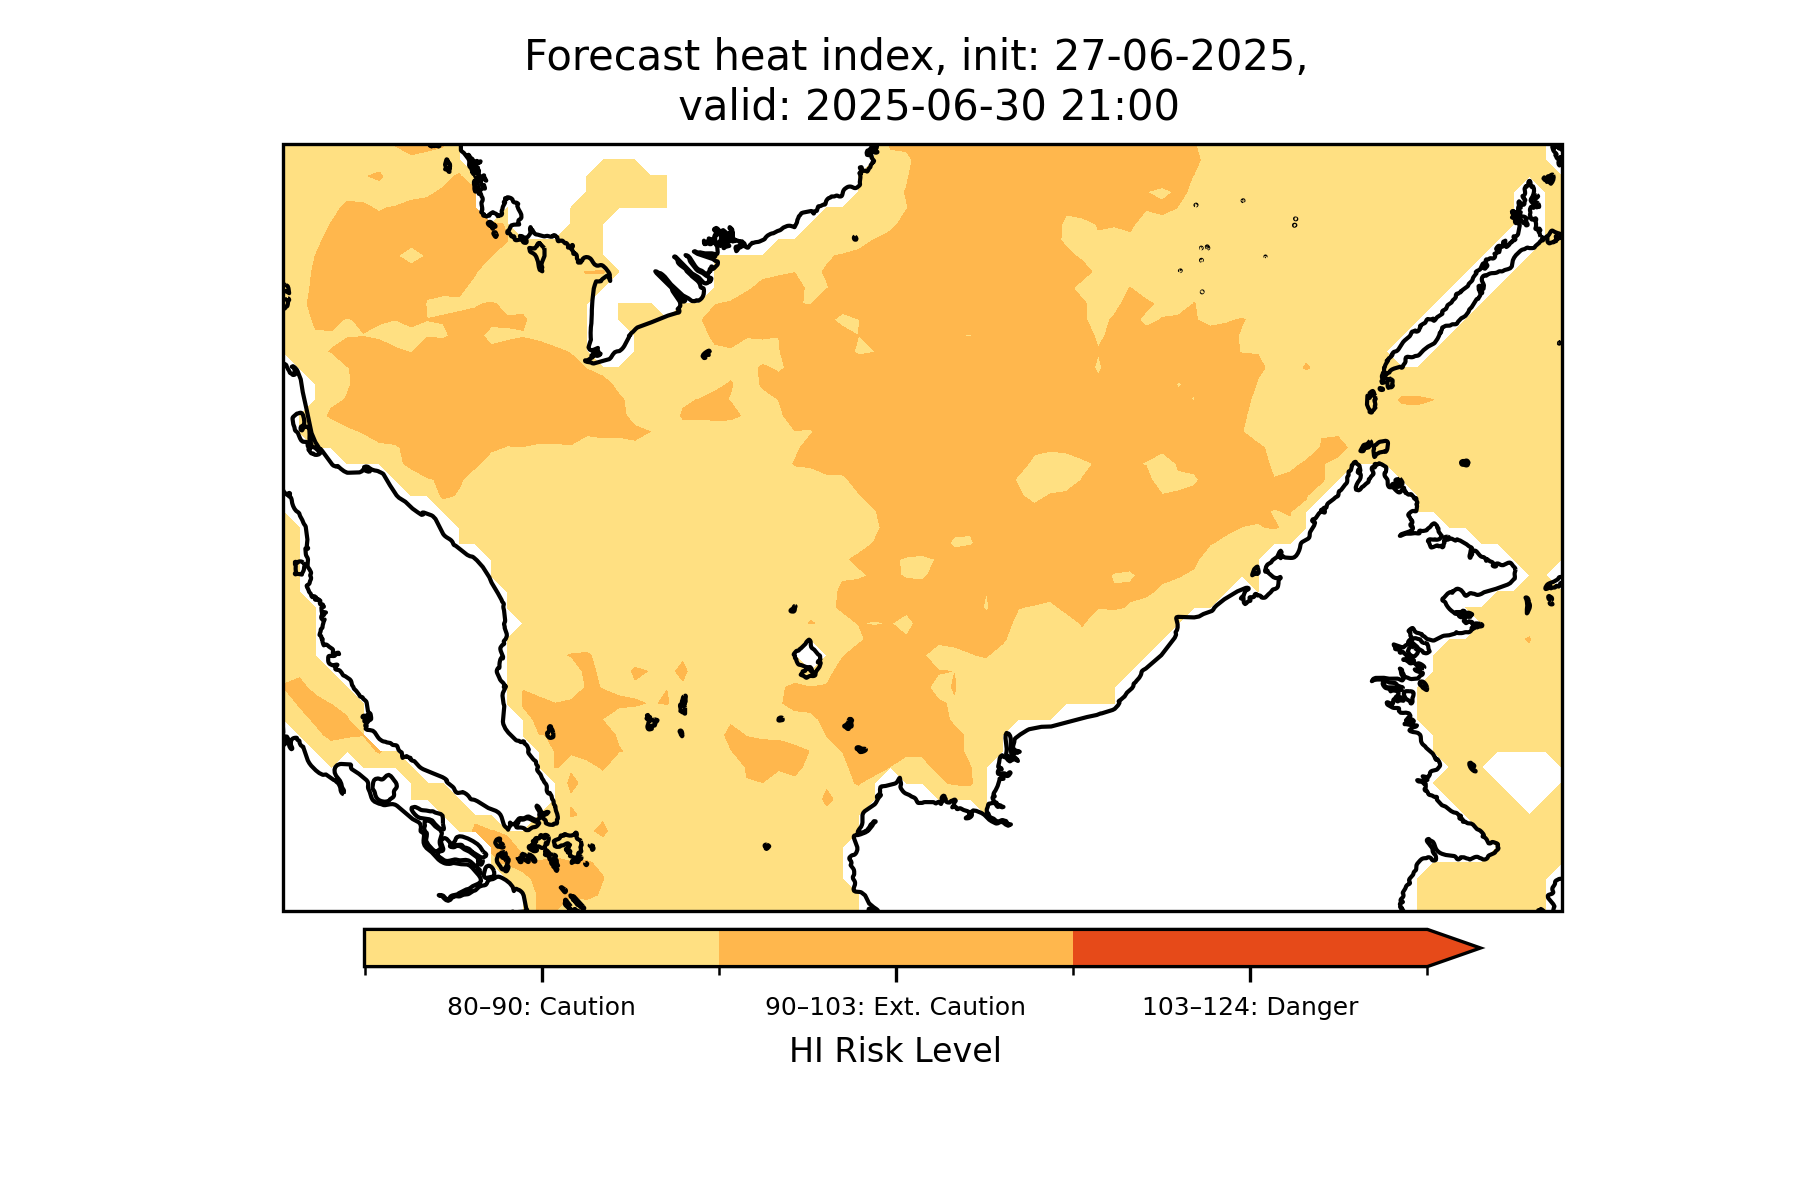 Forecast heat index, init: 27-06-2025,
valid: 2025-06-30 21:00
80–90: Caution
90–103: Ext. Caution
103–124: Danger
HI Risk Level